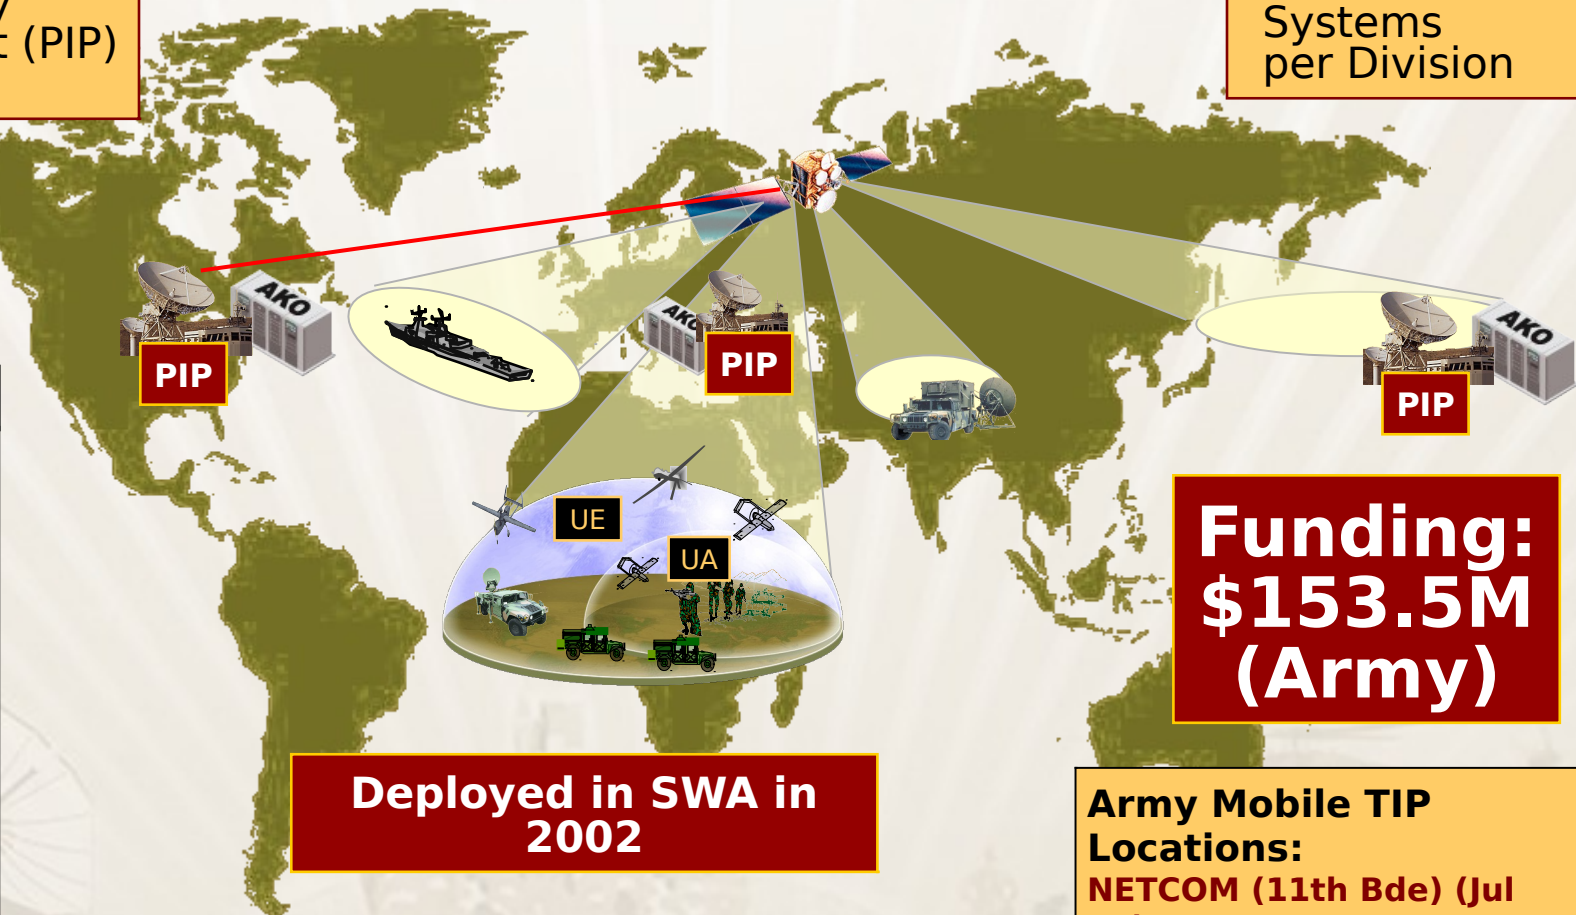 (PIP)
Systems
per Division
AKO
AKO
AKO
PIP
PIP
PIP
UE
UA
Funding:
$153.5M
(Army)
Deployed in SWA in
2002
Army Mobile TIP
Locations:
NETCOM (11th Bde) (Jul